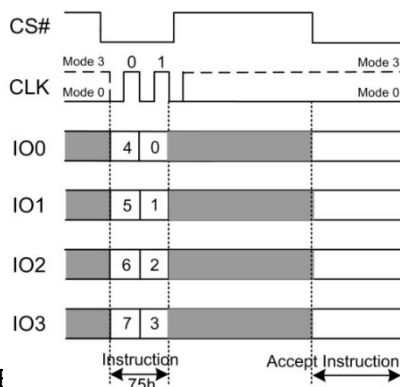 CS#
Mode 3 0 1 Mode 3
CLK
Mode 0 Mode 0
IO0 4 0
IO1 5 1
IO2 6 2
IO3 7 3
Instruction Accept Instruction
75h